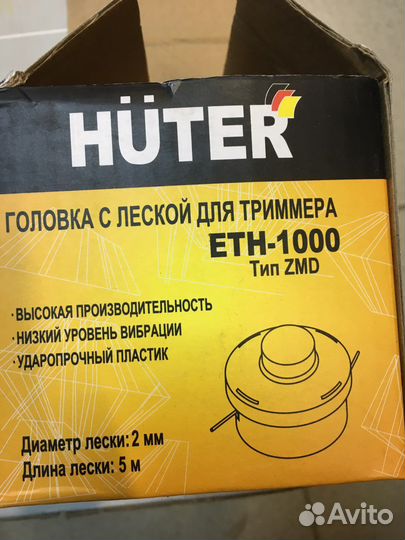 HÜTER
ГОЛОВКА С ЛЕСКОЙ ДЛЯ ТРИММЕРА
ETH-1000
Тип ZMD
·ВЫСОКАЯ ПРОИЗВОДИТЕЛЬНОСТЬ
·НИЗКИЙ УРОВЕНЬ ВИБРАЦИИ
·УДАРОПРОЧНЫЙ ПЛАСТИК
Диаметр лески: 2 мм
Длина лески: 5 м
Avito